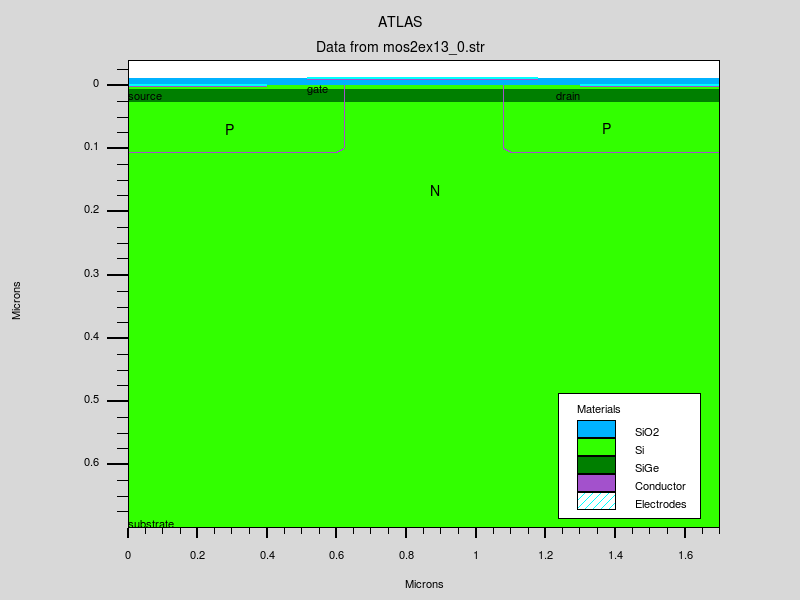 ATLAS
Data from mos2ex13_0.str
0
source
gate
drain
P
P
0.1
N
0.2
0.3
Microns
0.4
0.5
0.6
Materials
SiO2
Si
SiGe
Conductor
Electrodes
substrate
0 0.2 0.4 0.6 0.8 1 1.2 1.4 1.6
Microns